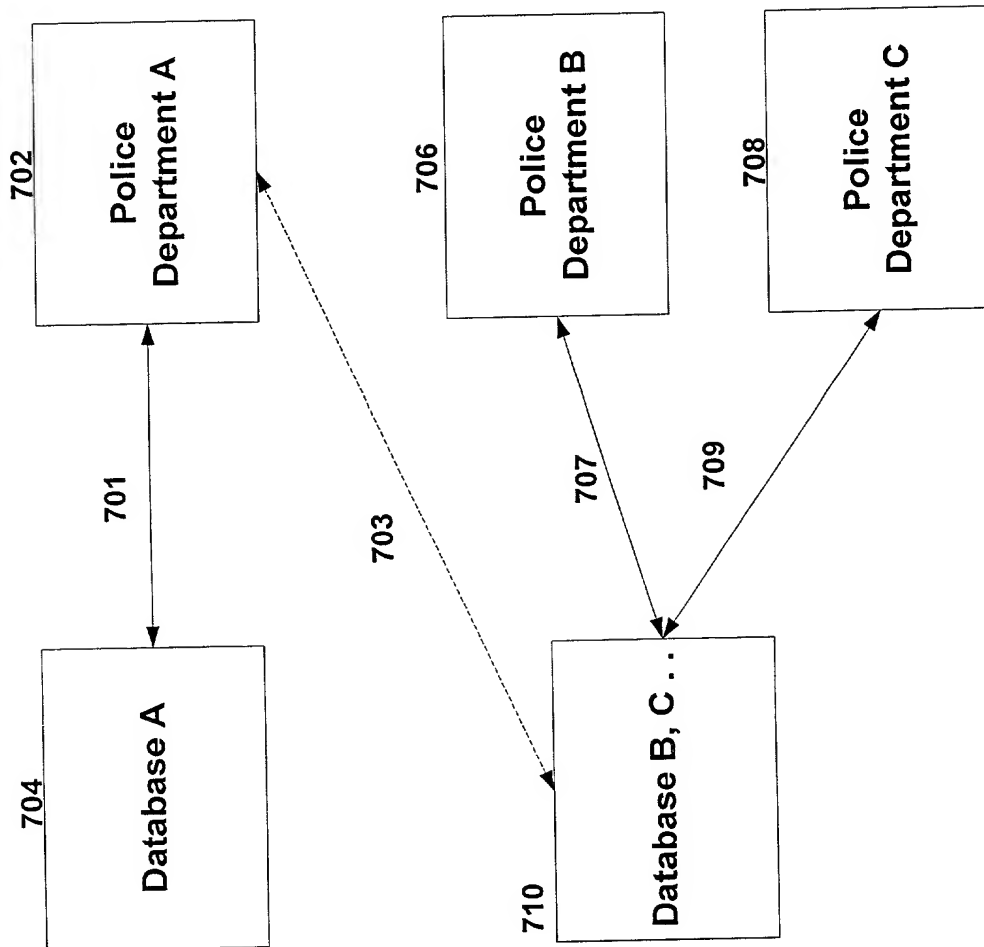 704
Database A
701
702
Police
Department A
703
710
Database B, C . .
707
709
706
Police
Department B
708
Police
Department C